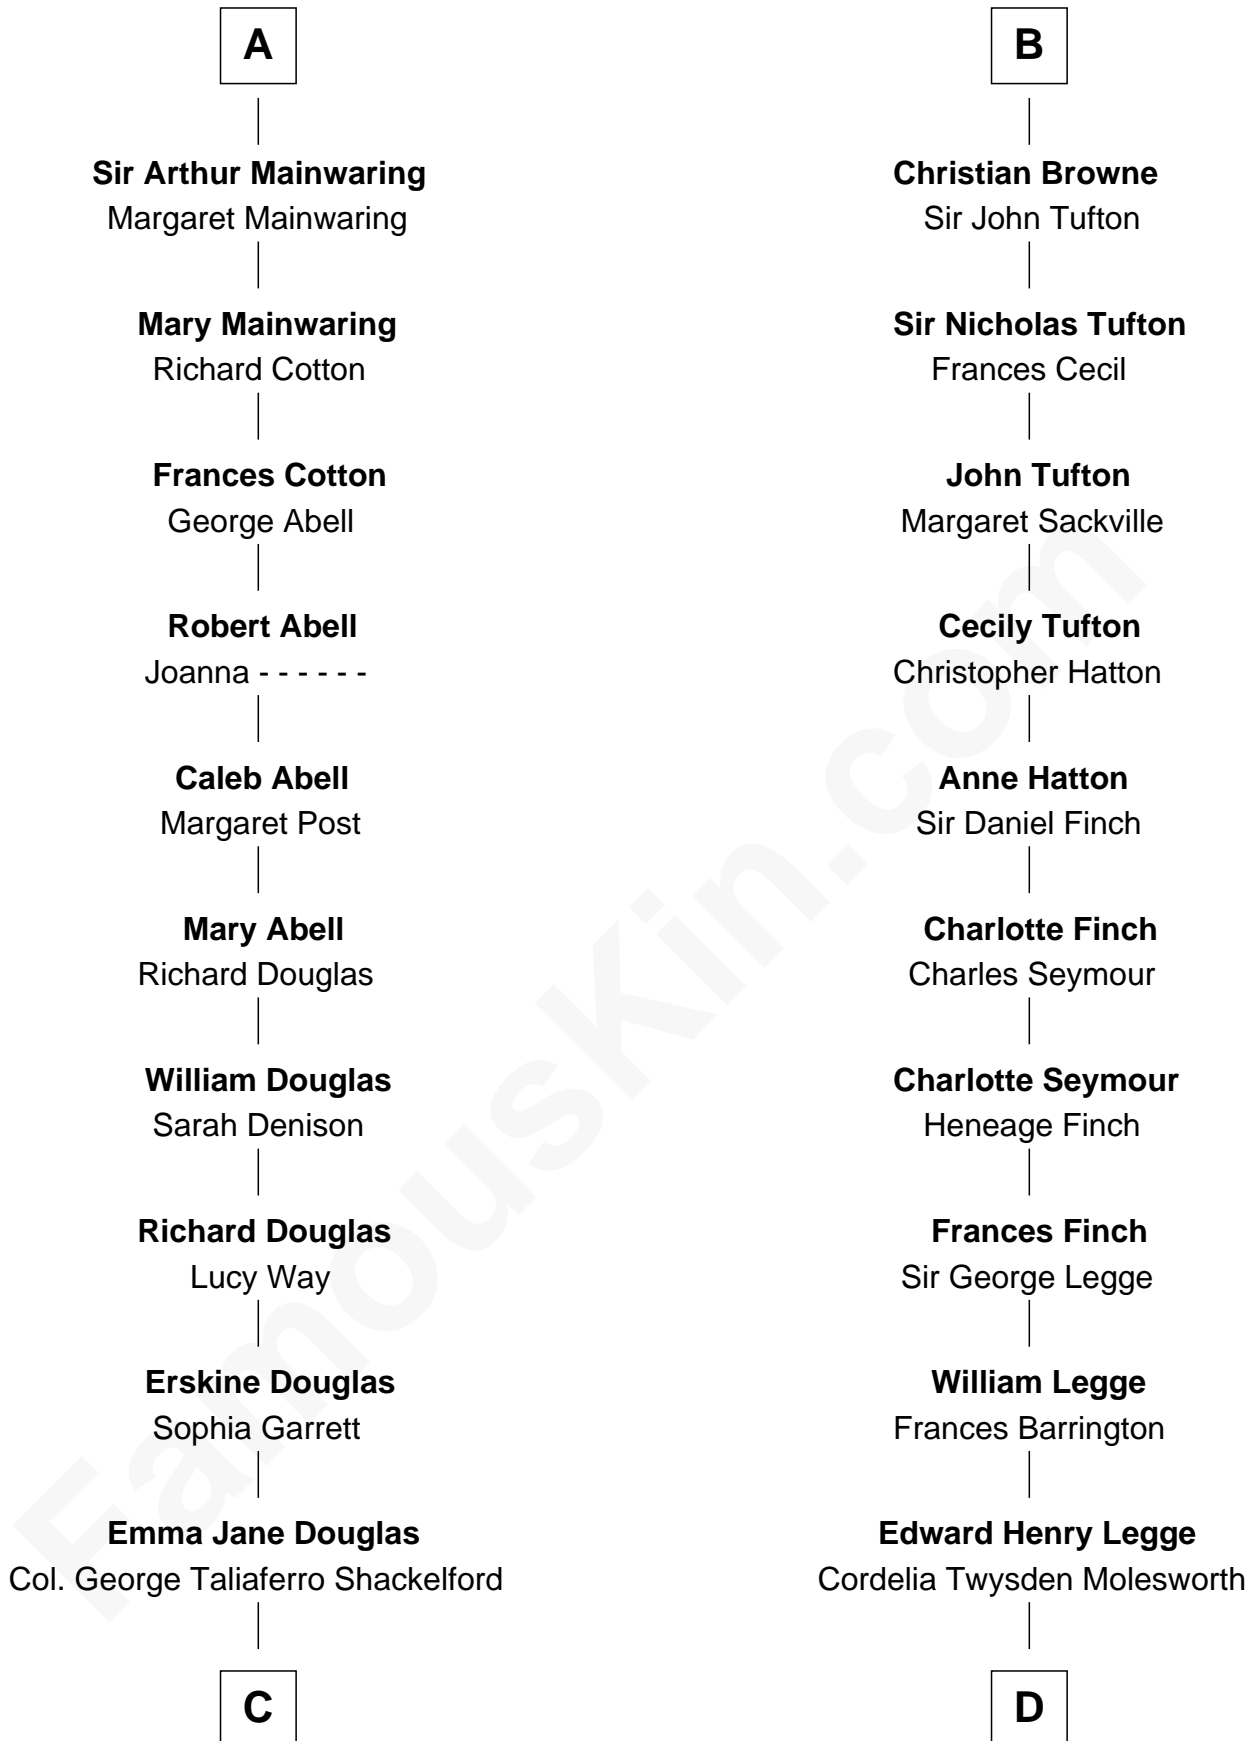 A
Sir Arthur Mainwaring
Margaret Mainwaring
Mary Mainwaring
Richard Cotton
Frances Cotton
George Abell
Robert Abell
Joanna - - - - - -
Caleb Abell
Margaret Post
Mary Abell
Richard Douglas
William Douglas
Sarah Denison
Richard Douglas
Lucy Way
Erskine Douglas
Sophia Garrett
Emma Jane Douglas
Col. George Taliaferro Shackelford
C
B
Christian Browne
Sir John Tufton
Sir Nicholas Tufton
Frances Cecil
John Tufton
Margaret Sackville
Cecily Tufton
Christopher Hatton
Anne Hatton
Sir Daniel Finch
Charlotte Finch
Charles Seymour
Charlotte Seymour
Heneage Finch
Frances Finch
Sir George Legge
William Legge
Frances Barrington
Edward Henry Legge
Cordelia Twysden Molesworth
D
FamousKin.com